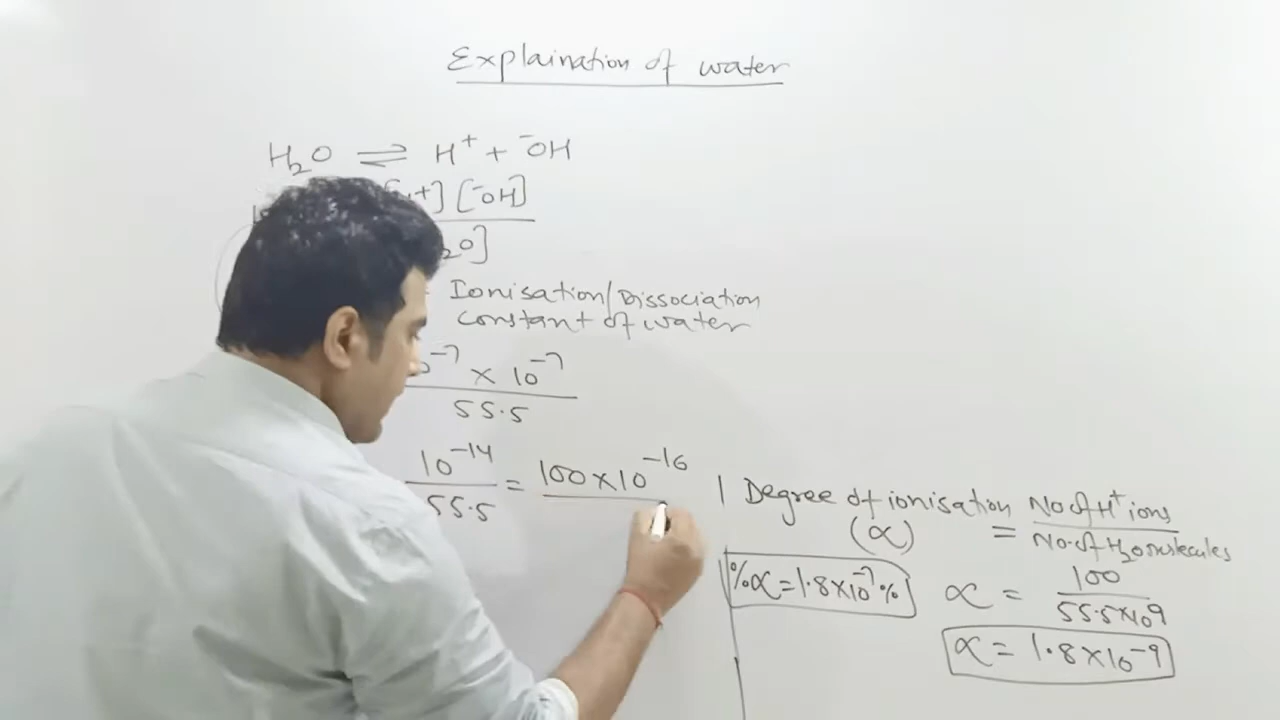 Explaination of water
H₂O ⇌ H⁺ + ⁻OH
⁺] [⁻OH]
₂O]
Ionisation/Dissociation
constant of water
⁻⁷ × 10⁻⁷
55.5
10⁻¹⁴ = 100×10⁻¹⁶
55.5
Degree of ionisation = No of H⁺ ions
(∝) No. of H₂O molecules
%∝ = 1.8×10⁻⁷%
∝ = 100
55.5×10⁹
∝ = 1.8×10⁻⁹